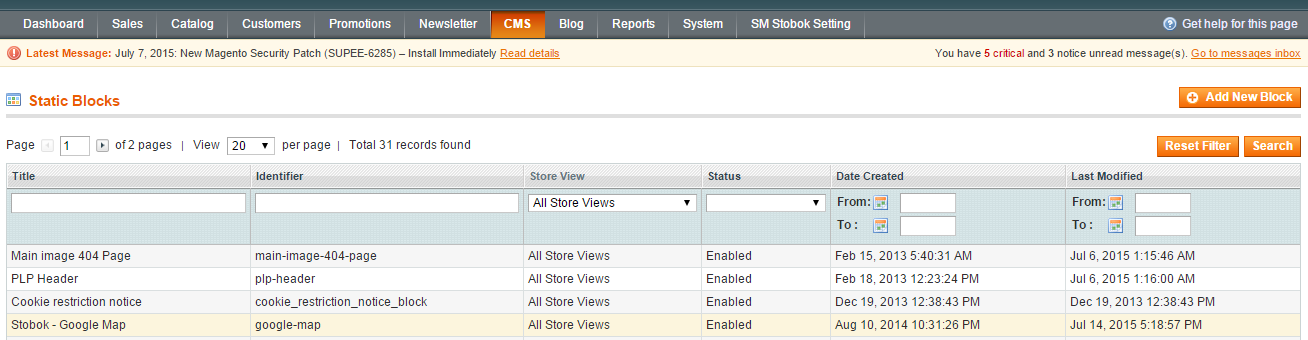 Dashboard Sales Catalog Customers Promotions Newsletter CMS Blog Reports System SM Stobok Setting Get help for this page
Latest Message: July 7, 2015: New Magento Security Patch (SUPEE-6285) – Install Immediately Read details You have 5 critical and 3 notice unread message(s). Go to messages inbox
Static Blocks Add New Block
Page 1 of 2 pages | View 20 per page | Total 31 records found Reset Filter Search
Title Identifier Store View Status Date Created Last Modified
All Store Views From: From:
To : To :
Main image 404 Page main-image-404-page All Store Views Enabled Feb 15, 2013 5:40:31 AM Jul 6, 2015 1:15:46 AM
PLP Header plp-header All Store Views Enabled Feb 18, 2013 12:23:24 PM Jul 6, 2015 1:16:00 AM
Cookie restriction notice cookie_restriction_notice_block All Store Views Enabled Dec 19, 2013 12:38:43 PM Dec 19, 2013 12:38:43 PM
Stobok - Google Map google-map All Store Views Enabled Aug 10, 2014 10:31:26 PM Jul 14, 2015 5:18:57 PM